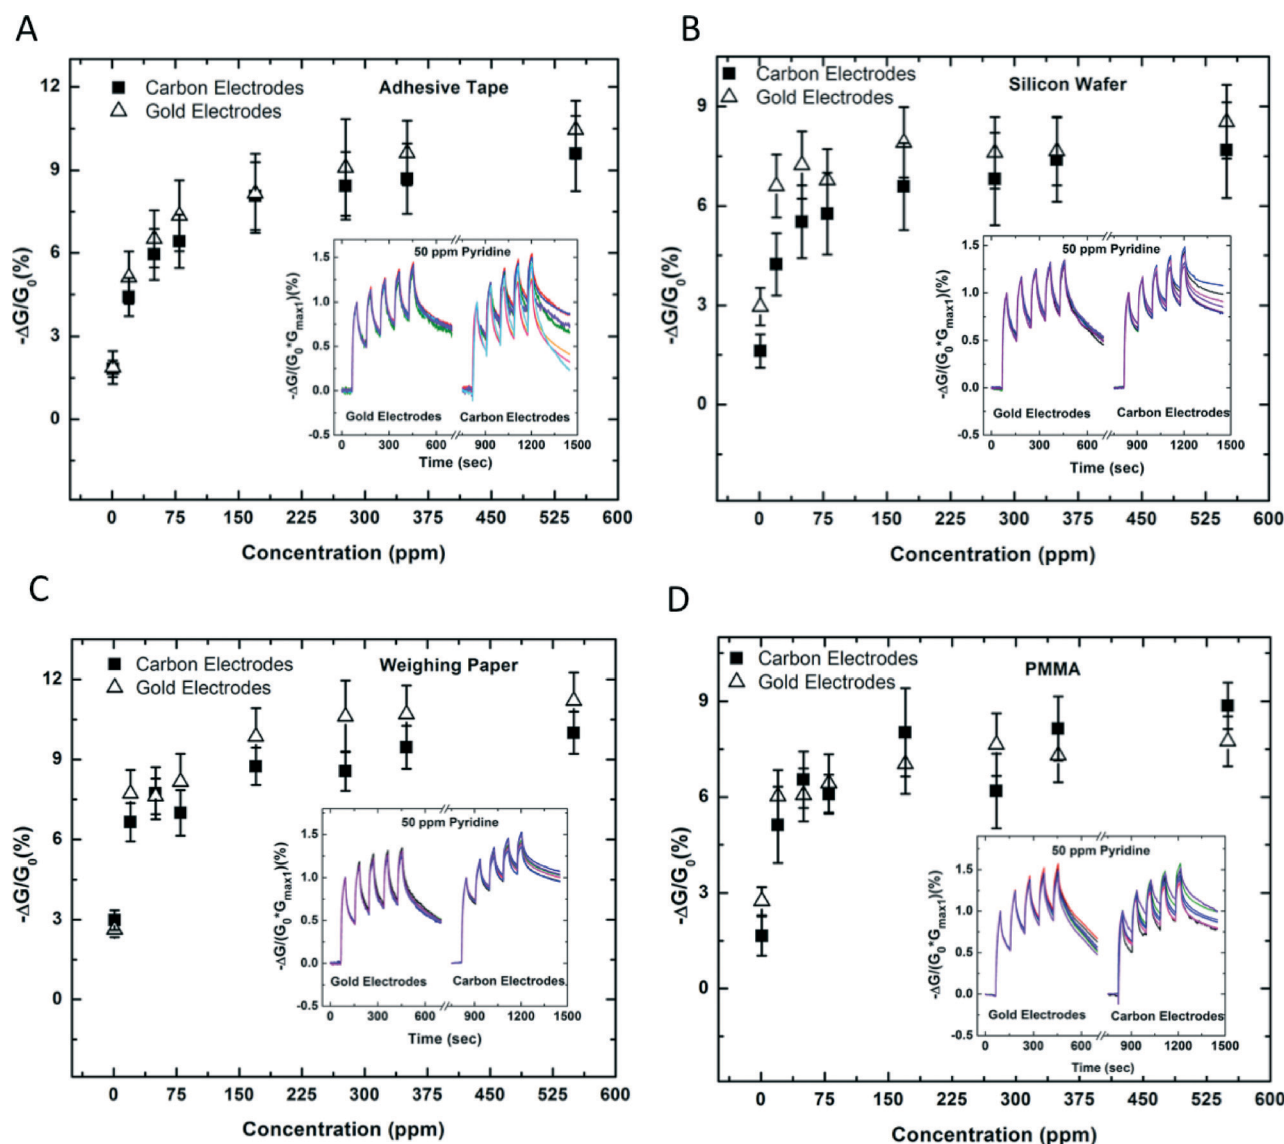 A
Carbon Electrodes
Gold Electrodes
Adhesive Tape
12
9
6
3
0
-ΔG/G0(%)
50 ppm Pyridine
1.5
1.0
0.5
0.0
-0.5
-ΔG/(G0*Gmax1)(%)
Gold Electrodes
Carbon Electrodes
0 300 600 900 1200 1500
Time (sec)
0 75 150 225 300 375 450 525 600
Concentration (ppm)
B
Carbon Electrodes
Gold Electrodes
Silicon Wafer
9
6
3
0
-ΔG/G0(%)
50 ppm Pyridine
1.5
1.0
0.5
0.0
-0.5
-ΔG/(G0*Gmax1)(%)
Gold Electrodes
Carbon Electrodes
0 300 600 900 1200 1500
Time (sec)
0 75 150 225 300 375 450 525 600
Concentration (ppm)
C
Carbon Electrodes
Gold Electrodes
Weighing Paper
12
9
6
3
0
-ΔG/G0(%)
50 ppm Pyridine
1.5
1.0
0.5
0.0
-0.5
-ΔG/(G0*Gmax1)(%)
Gold Electrodes
Carbon Electrodes
0 300 600 900 1200 1500
Time (sec)
0 75 150 225 300 375 450 525 600
Concentration (ppm)
D
Carbon Electrodes
Gold Electrodes
PMMA
9
6
3
0
-ΔG/G0(%)
50 ppm Pyridine
1.5
1.0
0.5
0.0
-0.5
-ΔG/(G0*Gmax1)(%)
Gold Electrodes
Carbon Electrodes
0 300 600 900 1200 1500
Time (sec)
0 75 150 225 300 375 450 525 600
Concentration (ppm)